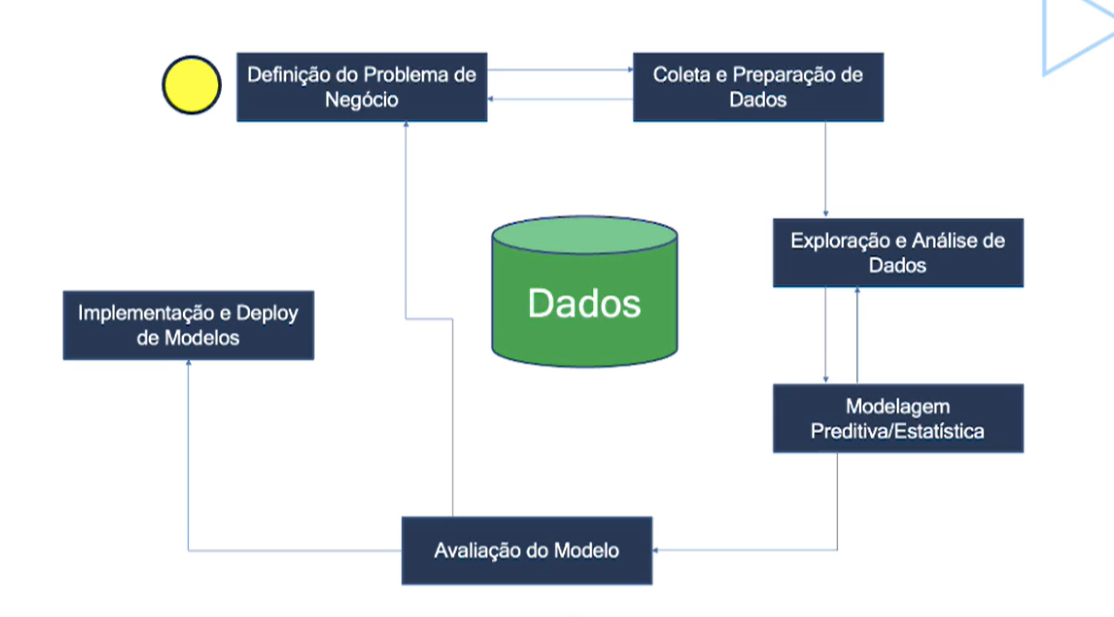 Definição do Problema de
Negócio
Coleta e Preparação de
Dados
Exploração e Análise de
Dados
Dados
Implementação e Deploy
de Modelos
Modelagem
Preditiva/Estatística
Avaliação do Modelo